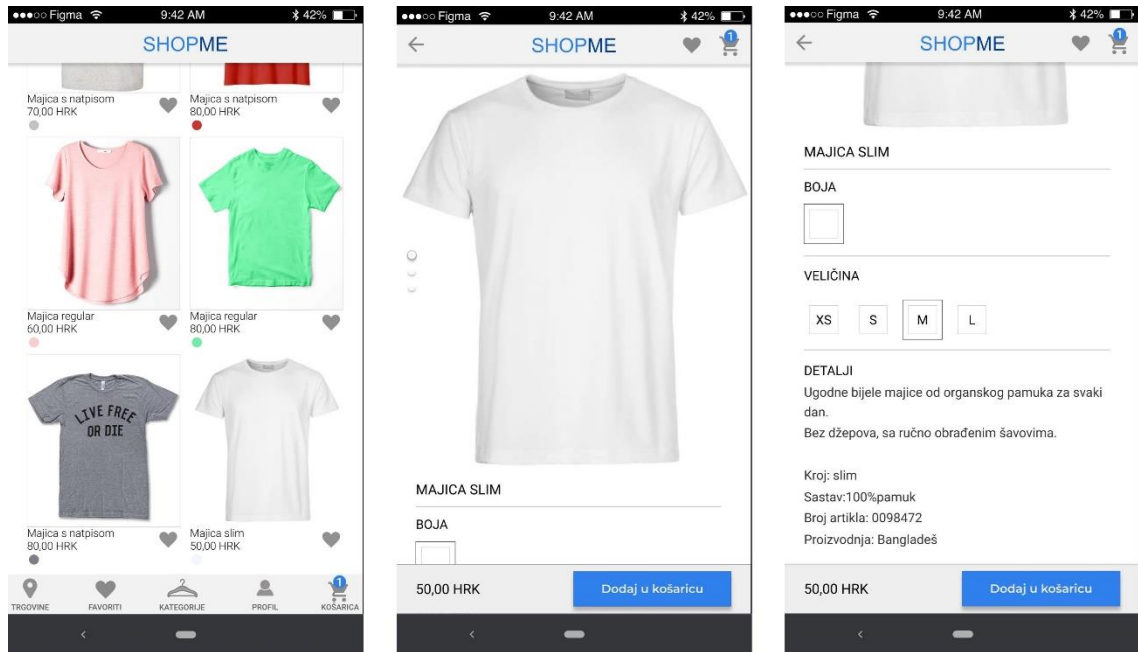 Figma 9:42 AM 42%
SHOPME
Majica s natpisom
70,00 HRK
Majica s natpisom
80,00 HRK
Majica regular
60,00 HRK
Majica regular
80,00 HRK
LIVE FREE
OR DIE
Majica s natpisom
80,00 HRK
Majica slim
50,00 HRK
1
TRGOVINE FAVORITI KATEGORIJE PROFIL KOŠARICA
Figma 9:42 AM 42%
SHOPME
1
MAJICA SLIM
BOJA
50,00 HRK Dodaj u košaricu
Figma 9:42 AM 42%
SHOPME
1
MAJICA SLIM
BOJA
VELIČINA
XS S M L
DETALJI
Ugodne bijele majice od organskog pamuka za svaki
dan.
Bez džepova, sa ručno obrađenim šavovima.
Kroj: slim
Sastav:100%pamuk
Broj artikla: 0098472
Proizvodnja: Bangladeš
50,00 HRK Dodaj u košaricu